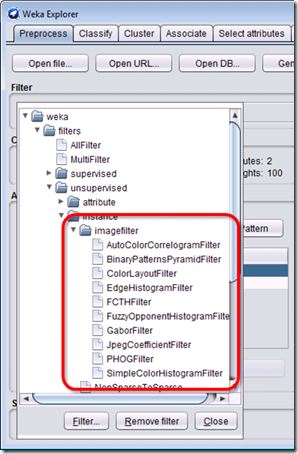 Weka Explorer
Preprocess Classify Cluster Associate Select attributes
Open file... Open URL... Open DB... Gen
Filter
weka
filters
AllFilter
MultiFilter
supervised
unsupervised
attribute
instance
imagefilter
AutoColorCorrelogramFilter
BinaryPatternsPyramidFilter
ColorLayoutFilter
EdgeHistogramFilter
FCTHFilter
FuzzyOpponentHistogramFilte
GaborFilter
JpegCoefficientFilter
PHOGFilter
SimpleColorHistogramFilter
NonSparseToSparse
utes: 2
ghts: 100
Pattern
Filter... Remove filter Close